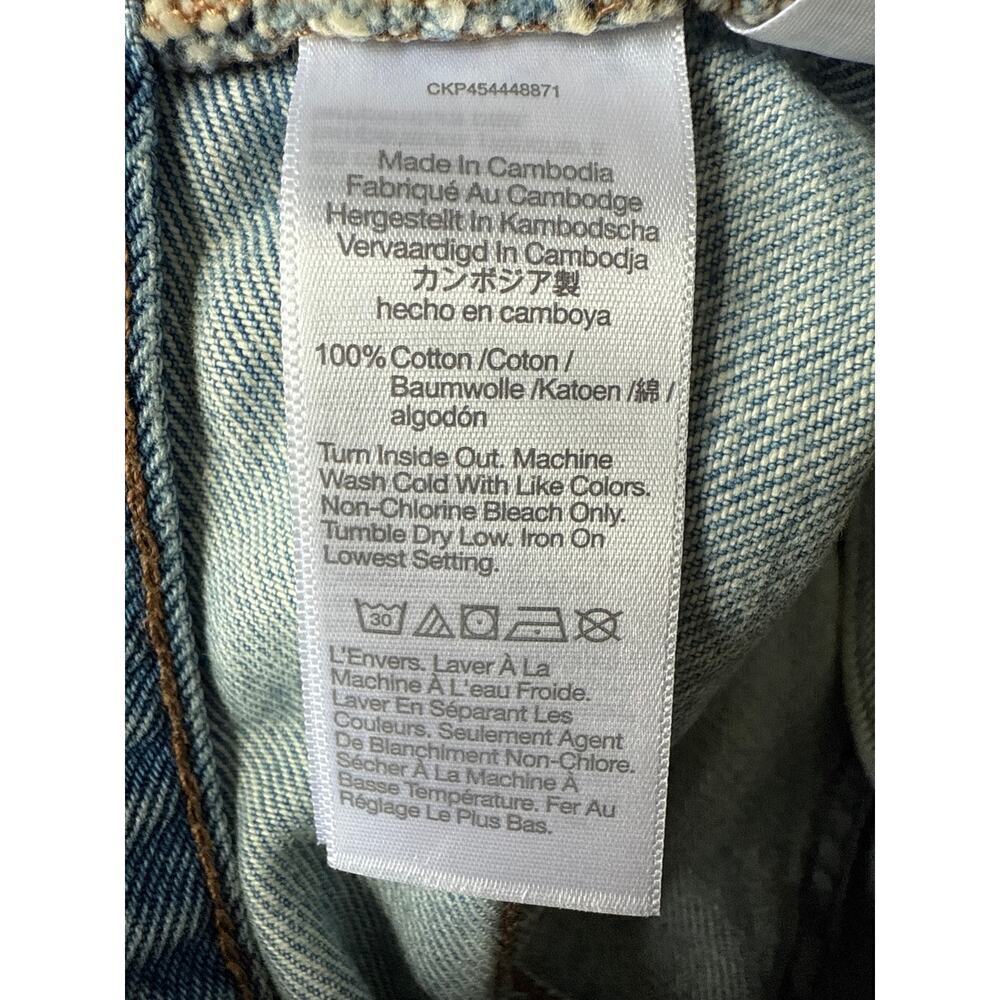 CKP454448871
Made In Cambodia
Fabriqué Au Cambodge
Hergestellt In Kambodscha
Vervaardigd In Cambodja
カンボジア製
hecho en camboya
100% Cotton /Coton /
Baumwolle /Katoen /綿 /
algodón
Turn Inside Out. Machine
Wash Cold With Like Colors.
Non-Chlorine Bleach Only.
Tumble Dry Low. Iron On
Lowest Setting.
30
L'Envers. Laver À La
Machine À L'eau Froide.
Laver En Séparant Les
Couleurs. Seulement Agent
De Blanchiment Non-Chlore.
Sécher À La Machine À
Basse Température. Fer Au
Réglage Le Plus Bas.